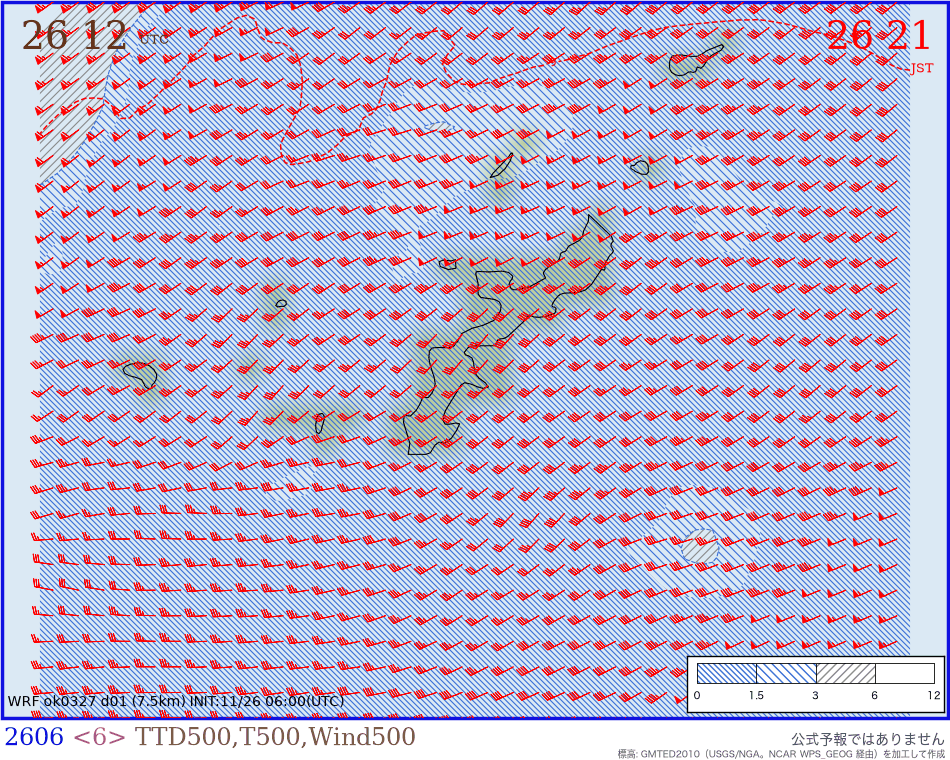 26 12 UTC
26 21
JST
0 1.5 3 6 12
WRF ok0327 d01 (7.5km) INIT:11/26 06:00(UTC)
2606 <6> TTD500,T500,Wind500
公式予報ではありません
標高: GMTED2010（USGS/NGA。NCAR WPS_GEOG 経由）を加工して作成